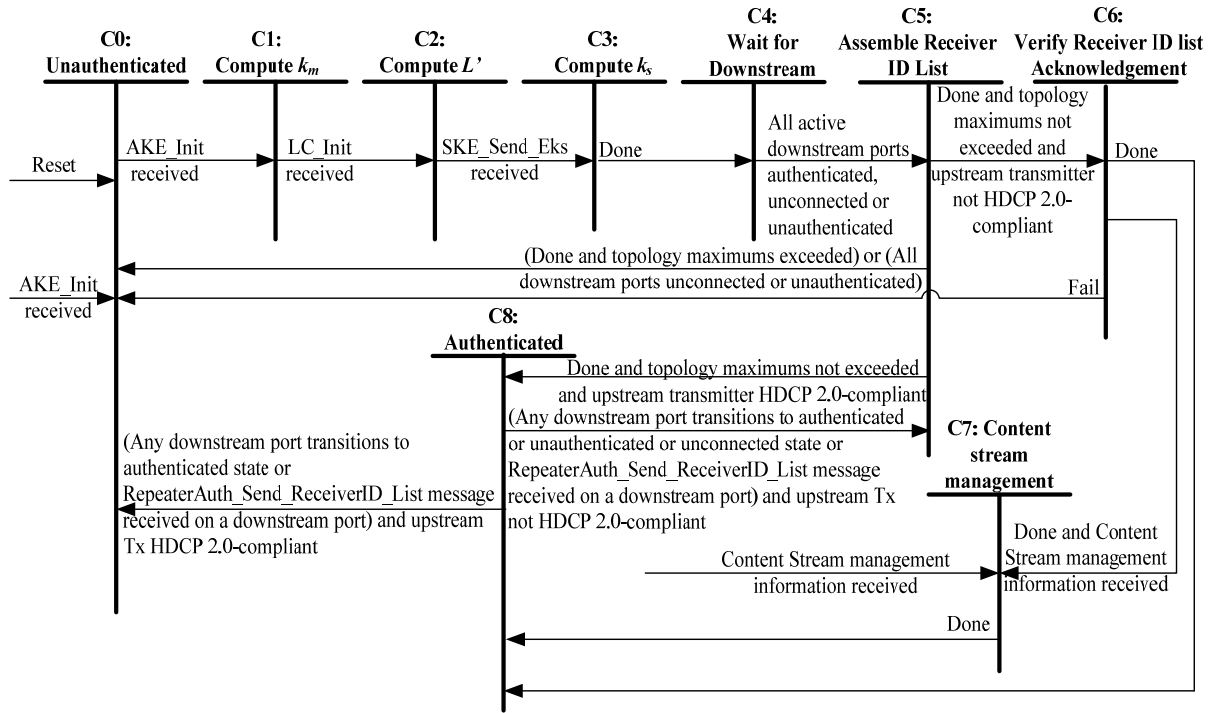 C0:
Unauthenticated
C1:
Compute km
C2:
Compute L'
C3:
Compute ks
C4:
Wait for
Downstream
C5:
Assemble Receiver
ID List
C6:
Verify Receiver ID list
Acknowledgement
Reset
AKE_Init
received
LC_Init
received
SKE_Send_Eks
received
Done
All active
downstream ports
authenticated,
unconnected or
unauthenticated
Done and topology
maximums not
exceeded and
upstream transmitter
not HDCP 2.0-
compliant
Done
(Done and topology maximums exceeded) or (All
downstream ports unconnected or unauthenticated)
AKE_Init
received
Fail
C8:
Authenticated
Done and topology maximums not exceeded
and upstream transmitter HDCP 2.0-compliant
(Any downstream port transitions to authenticated
or unauthenticated or unconnected state or
RepeaterAuth_Send_ReceiverID_List message
received on a downstream port) and upstream Tx
not HDCP 2.0-compliant
(Any downstream port transitions to
authenticated state or
RepeaterAuth_Send_ReceiverID_List message
received on a downstream port) and upstream
Tx HDCP 2.0-compliant
C7: Content
stream
management
Content Stream management
information received
Done and Content
Stream management
information received
Done